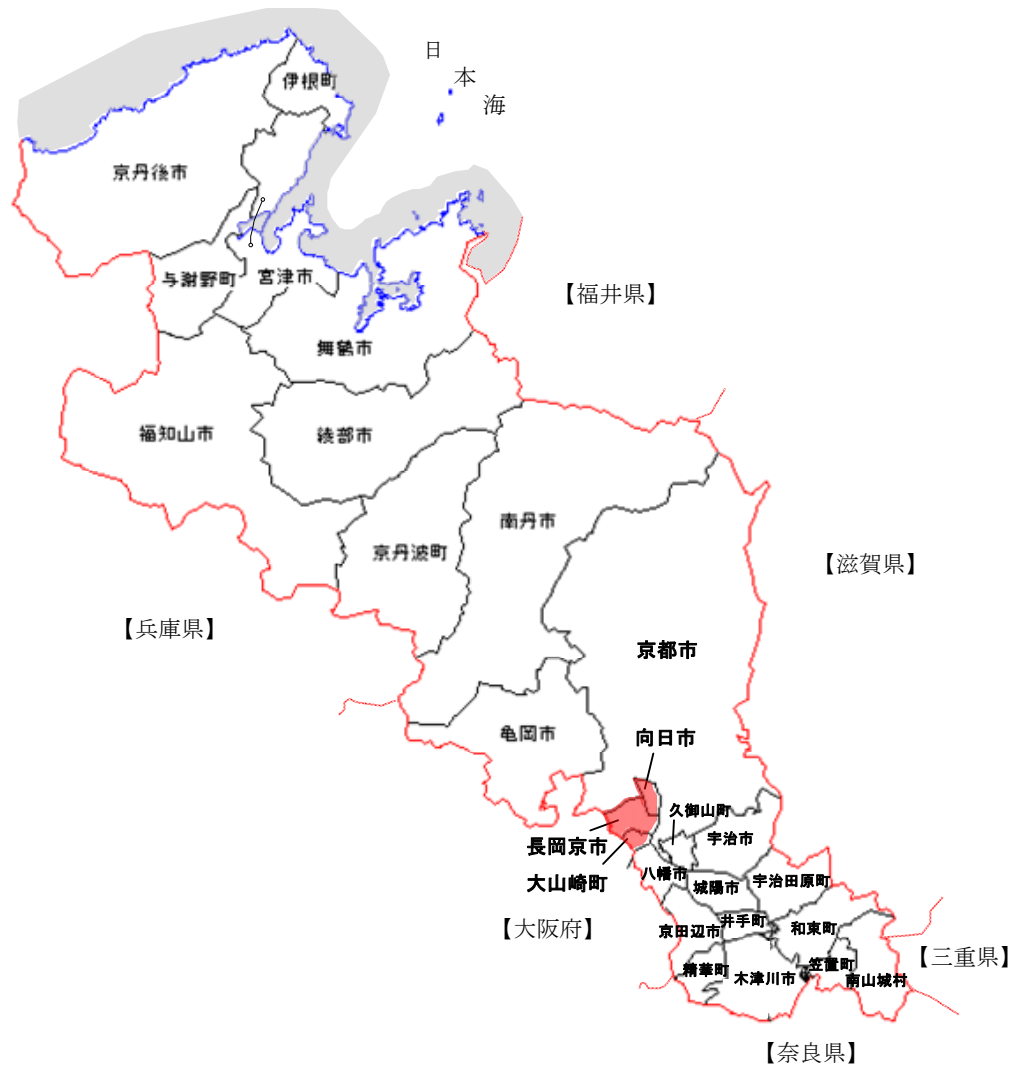 日本海
伊根町
京丹後市
与謝野町
宮津市
【福井県】
舞鶴市
福知山市
綾部市
南丹市
京丹波町
【滋賀県】
【兵庫県】
京都市
亀岡市
向日市
久御山町
宇治市
長岡京市
大山崎町
八幡市
城陽市
宇治田原町
【大阪府】
京田辺市
井手町
和束町
【三重県】
精華町
木津川市
笠置町
南山城村
【奈良県】